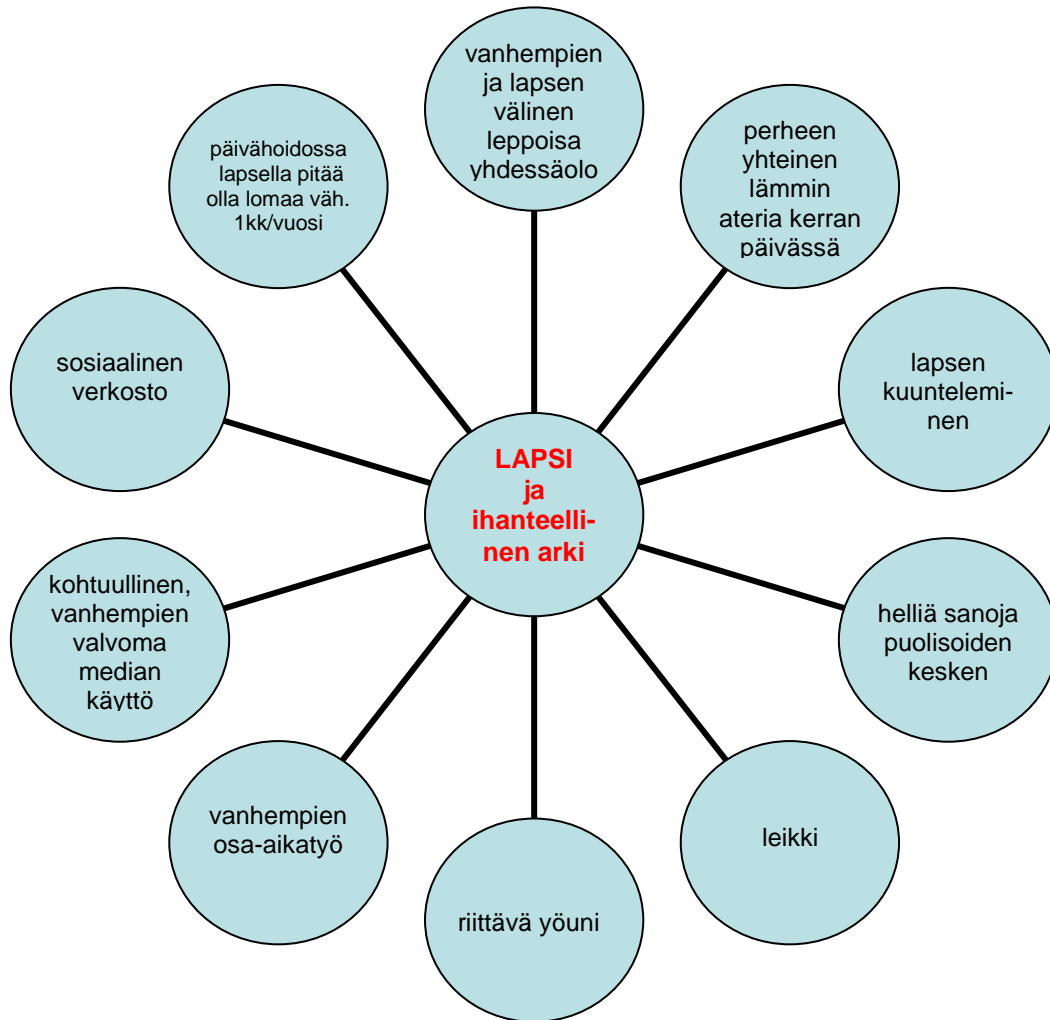 vanhempien
ja lapsen
välinen
leppoisa
yhdessäolo
perheen
yhteinen
lämmin
ateria kerran
päivässä
lapsen
kuuntelemi-
nen
helliä sanoja
puolisoiden
kesken
leikki
riittävä yöuni
vanhempien
osa-aikatyö
kohtuullinen,
vanhempien
valvoma
median
käyttö
sosiaalinen
verkosto
päivähoidossa
lapsella pitää
olla lomaa väh.
1kk/vuosi
LAPSI
ja
ihanteelli-
nen arki